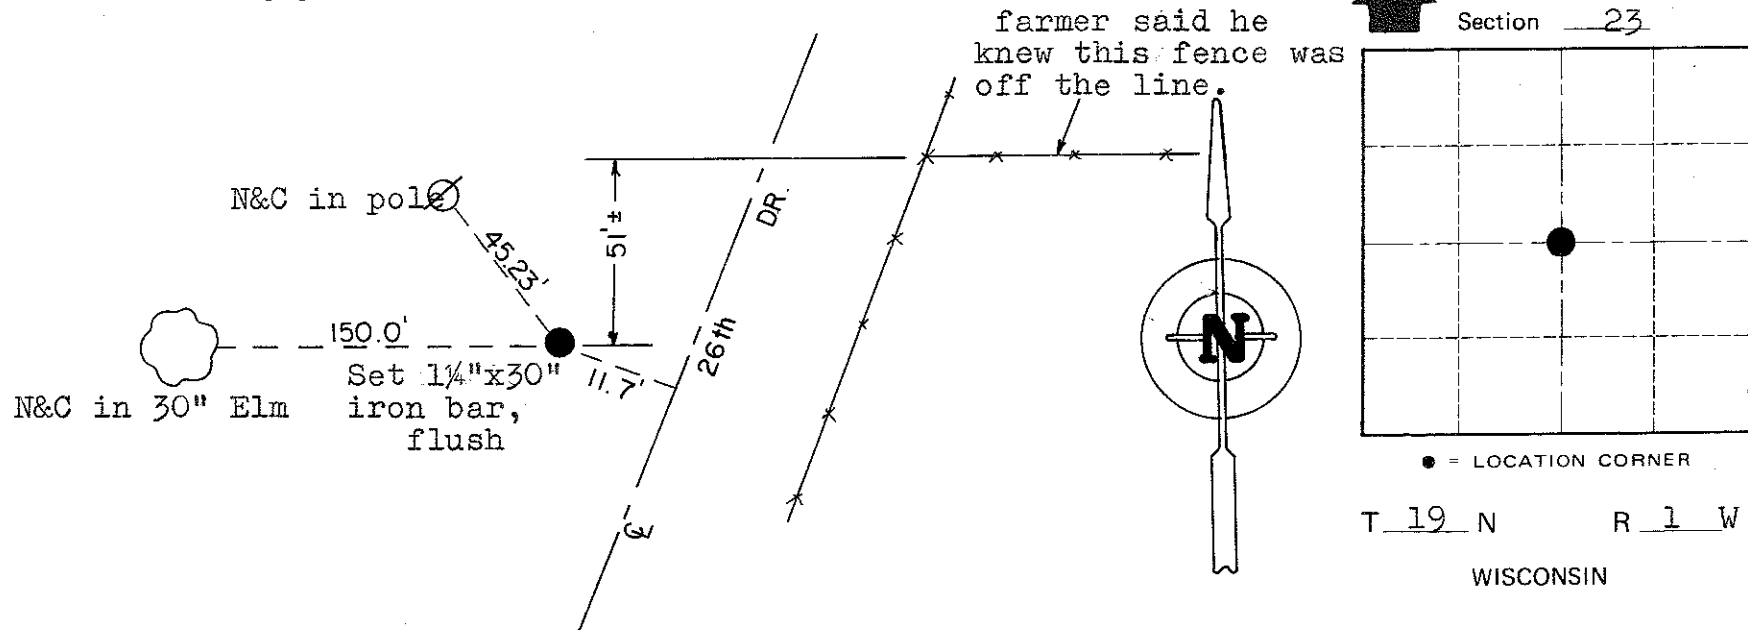 farmer said he
knew this fence was
off the line.
Section 23
N&C in pole
45.23'
51'±
DR.
26th
150.0'
Set 1¼"x30"
iron bar,
flush
11.7'
N&C in 30" Elm
℄
N
● = LOCATION CORNER
T 19 N R 1 W
WISCONSIN